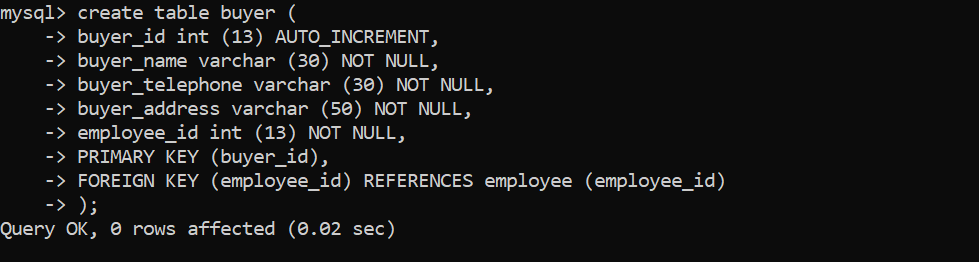 mysql> create table buyer (
    -> buyer_id int (13) AUTO_INCREMENT,
    -> buyer_name varchar (30) NOT NULL,
    -> buyer_telephone varchar (30) NOT NULL,
    -> buyer_address varchar (50) NOT NULL,
    -> employee_id int (13) NOT NULL,
    -> PRIMARY KEY (buyer_id),
    -> FOREIGN KEY (employee_id) REFERENCES employee (employee_id)
    -> );
Query OK, 0 rows affected (0.02 sec)